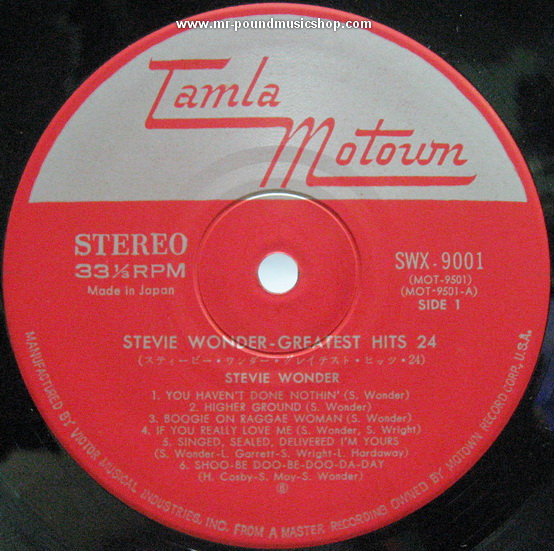 www.mr-poundmusicshop.com
Tamla
Motown
STEREO
33⅓RPM
Made in Japan
SWX-9001
(MOT-9501)
(MOT-9501-A)
SIDE 1
STEVIE WONDER-GREATEST HITS 24
(スティービー・ワンダー・グレイテスト・ヒッツ・24)
STEVIE WONDER
1. YOU HAVEN'T DONE NOTHIN' (S. Wonder)
2. HIGHER GROUND (S. Wonder)
3. BOOGIE ON RAGGAE WOMAN (S. Wonder)
4. IF YOU REALLY LOVE ME (S. Wonder, S. Wright)
5. SINGED, SEALED, DELIVERED I'M YOURS
(S. Wonder-L. Garrett-S. Wright-L. Hardaway)
6. SHOO-BE DOO-BE-DOO-DA-DAY
(H. Cosby-S. Moy-S. Wonder)
MANUFACTURED BY VICTOR MUSICAL INDUSTRIES, INC. FROM A MASTER RECORDING OWNED BY MOTOWN RECORD CORP., U.S.A.